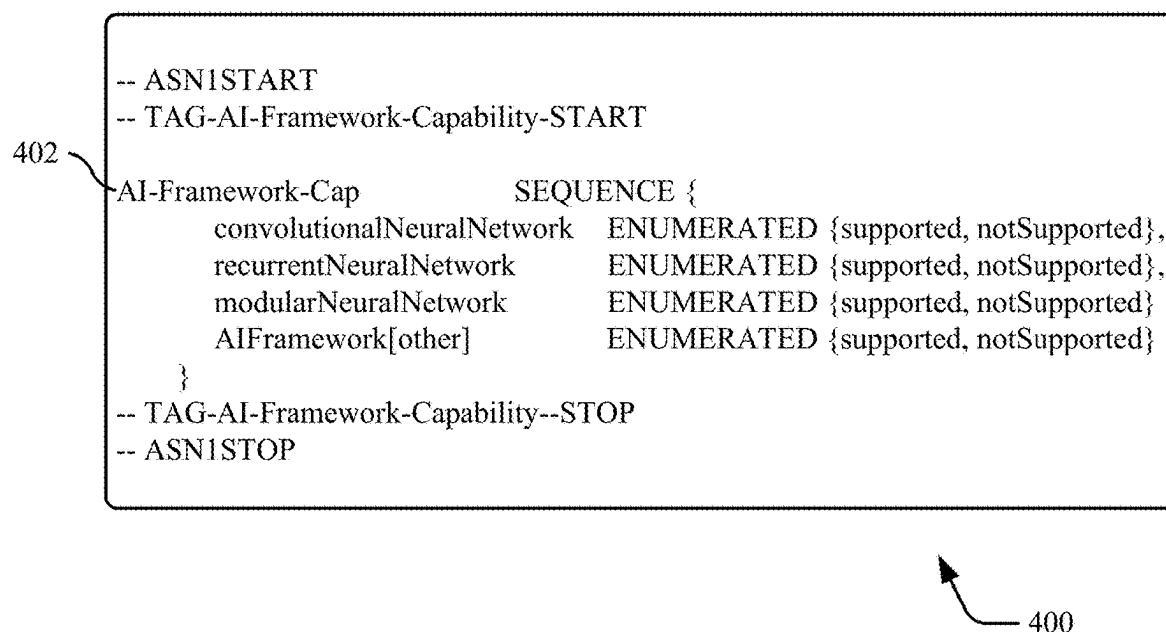 -- ASN1START
-- TAG-AI-Framework-Capability-START
402
AI-Framework-Cap SEQUENCE {
convolutionalNeuralNetwork ENUMERATED {supported, notSupported},
recurrentNeuralNetwork ENUMERATED {supported, notSupported},
modularNeuralNetwork ENUMERATED {supported, notSupported}
AIFramework[other] ENUMERATED {supported, notSupported}
}
-- TAG-AI-Framework-Capability--STOP
-- ASN1STOP
400